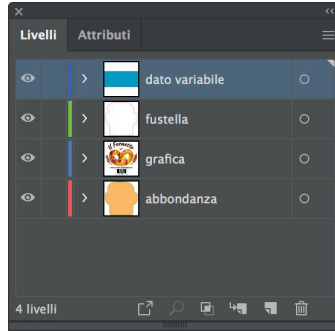 Livelli Attributi
dato variabile
fustella
grafica
abbondanza
4 livelli